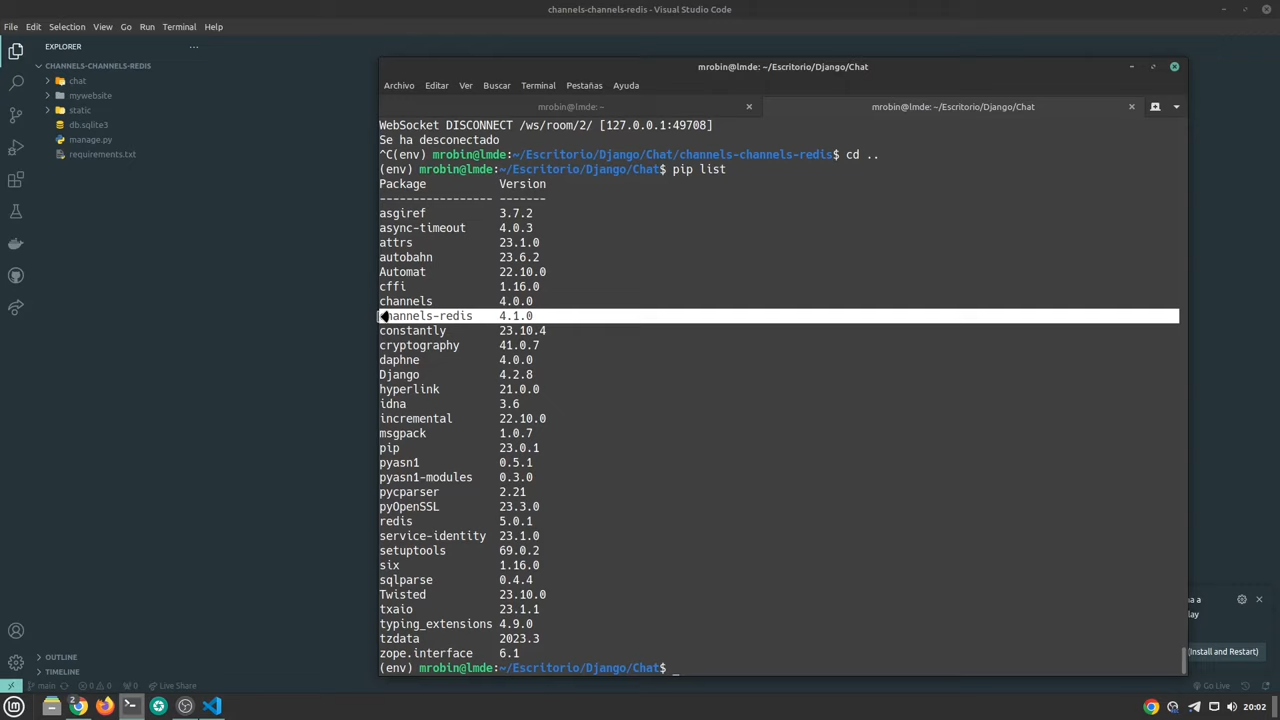 channels-channels-redis - Visual Studio Code
File Edit Selection View Go Run Terminal Help
EXPLORER
CHANNELS-CHANNELS-REDIS
chat
mywebsite
static
db.sqlite3
manage.py
requirements.txt
OUTLINE
TIMELINE
mrobin@lmde: ~/Escritorio/Django/Chat
Archivo Editar Ver Buscar Terminal Pestañas Ayuda
mrobin@lmde: ~
mrobin@lmde: ~/Escritorio/Django/Chat
WebSocket DISCONNECT /ws/room/2/ [127.0.0.1:49708]
Se ha desconectado
^C(env) mrobin@lmde:~/Escritorio/Django/Chat/channels-channels-redis$ cd ..
(env) mrobin@lmde:~/Escritorio/Django/Chat$ pip list
Package Version
----------------- -------
asgiref 3.7.2
async-timeout 4.0.3
attrs 23.1.0
autobahn 23.6.2
Automat 22.10.0
cffi 1.16.0
channels 4.0.0
channels-redis 4.1.0
constantly 23.10.4
cryptography 41.0.7
daphne 4.0.0
Django 4.2.8
hyperlink 21.0.0
idna 3.6
incremental 22.10.0
msgpack 1.0.7
pip 23.0.1
pyasn1 0.5.1
pyasn1-modules 0.3.0
pycparser 2.21
pyOpenSSL 23.3.0
redis 5.0.1
service-identity 23.1.0
setuptools 69.0.2
six 1.16.0
sqlparse 0.4.4
Twisted 23.10.0
txaio 23.1.1
typing_extensions 4.9.0
tzdata 2023.3
zope.interface 6.1
(env) mrobin@lmde:~/Escritorio/Django/Chat$ _
na a
lay
(Install and Restart)
main 0 0 0 Live Share
Go Live
2
20:02